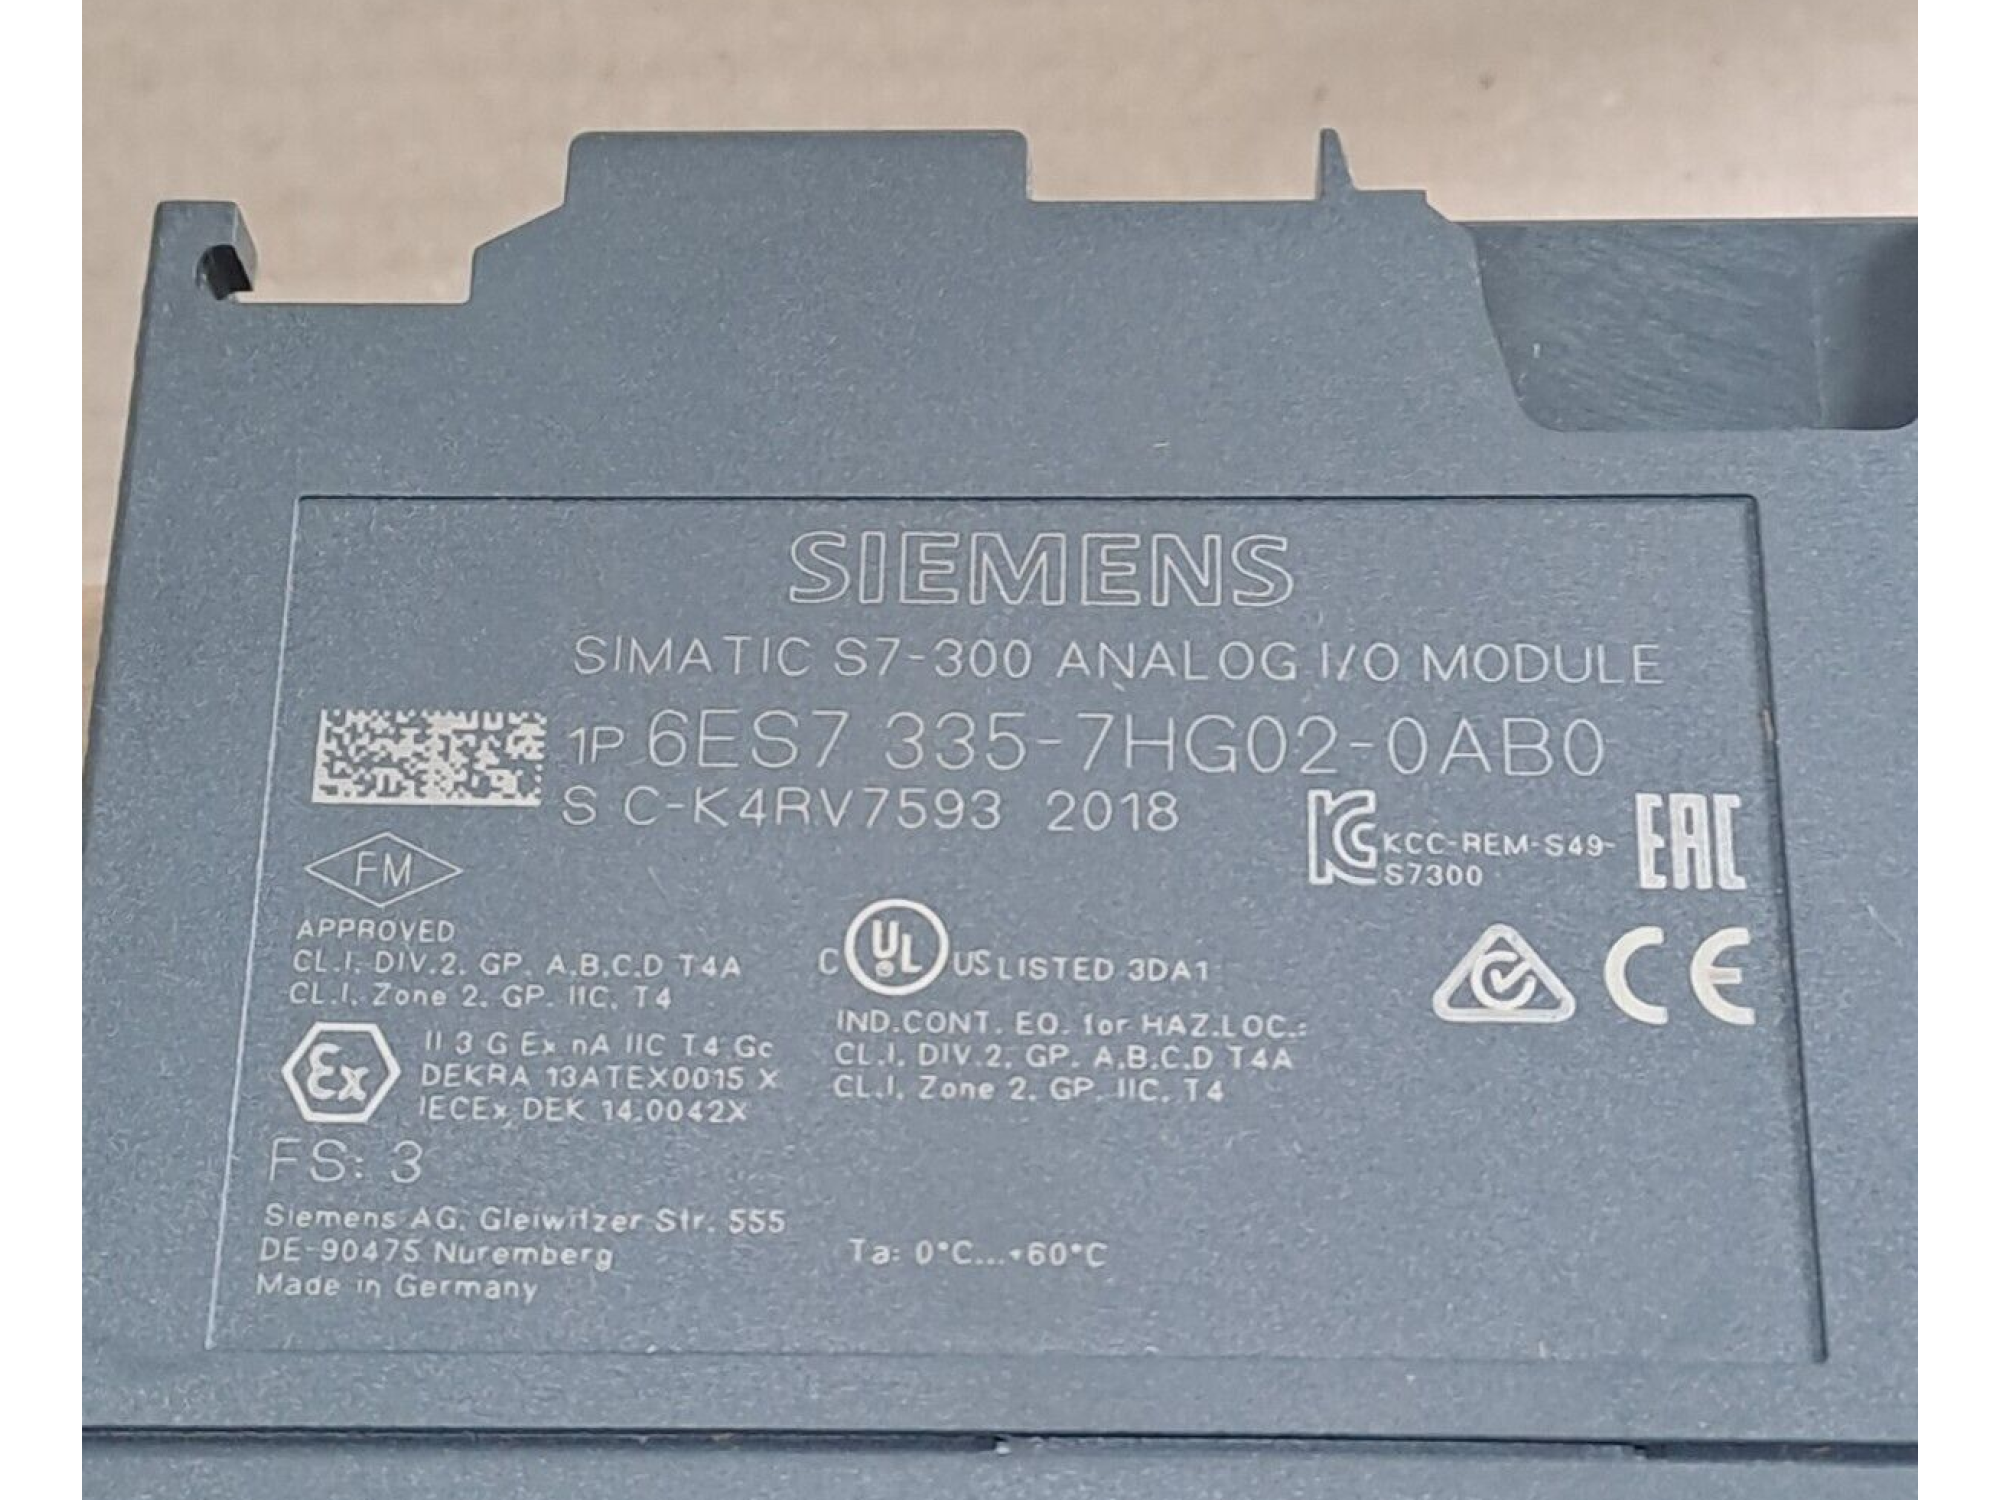 SIEMENS
SIMATIC S7-300 ANALOG I/O MODULE
1P 6ES7 335-7HG02-0AB0
S C-K4RV7593 2018
KCC-REM-S49-
S7300
EAC
FM
APPROVED
CL.I, DIV.2, GP. A,B,C,D T4A
CL.I, Zone 2, GP. IIC, T4
C UL US LISTED 3DA1
IND.CONT. EQ. for HAZ.LOC.:
CL.I, DIV.2, GP. A,B,C,D T4A
CL.I, Zone 2, GP. IIC, T4
CE
Ex
II 3 G Ex nA IIC T4 Gc
DEKRA 13ATEX0015 X
IECEx DEK 14.0042X
FS: 3
Siemens AG, Gleiwitzer Str. 555
DE-90475 Nuremberg
Made in Germany
Ta: 0°C...+60°C